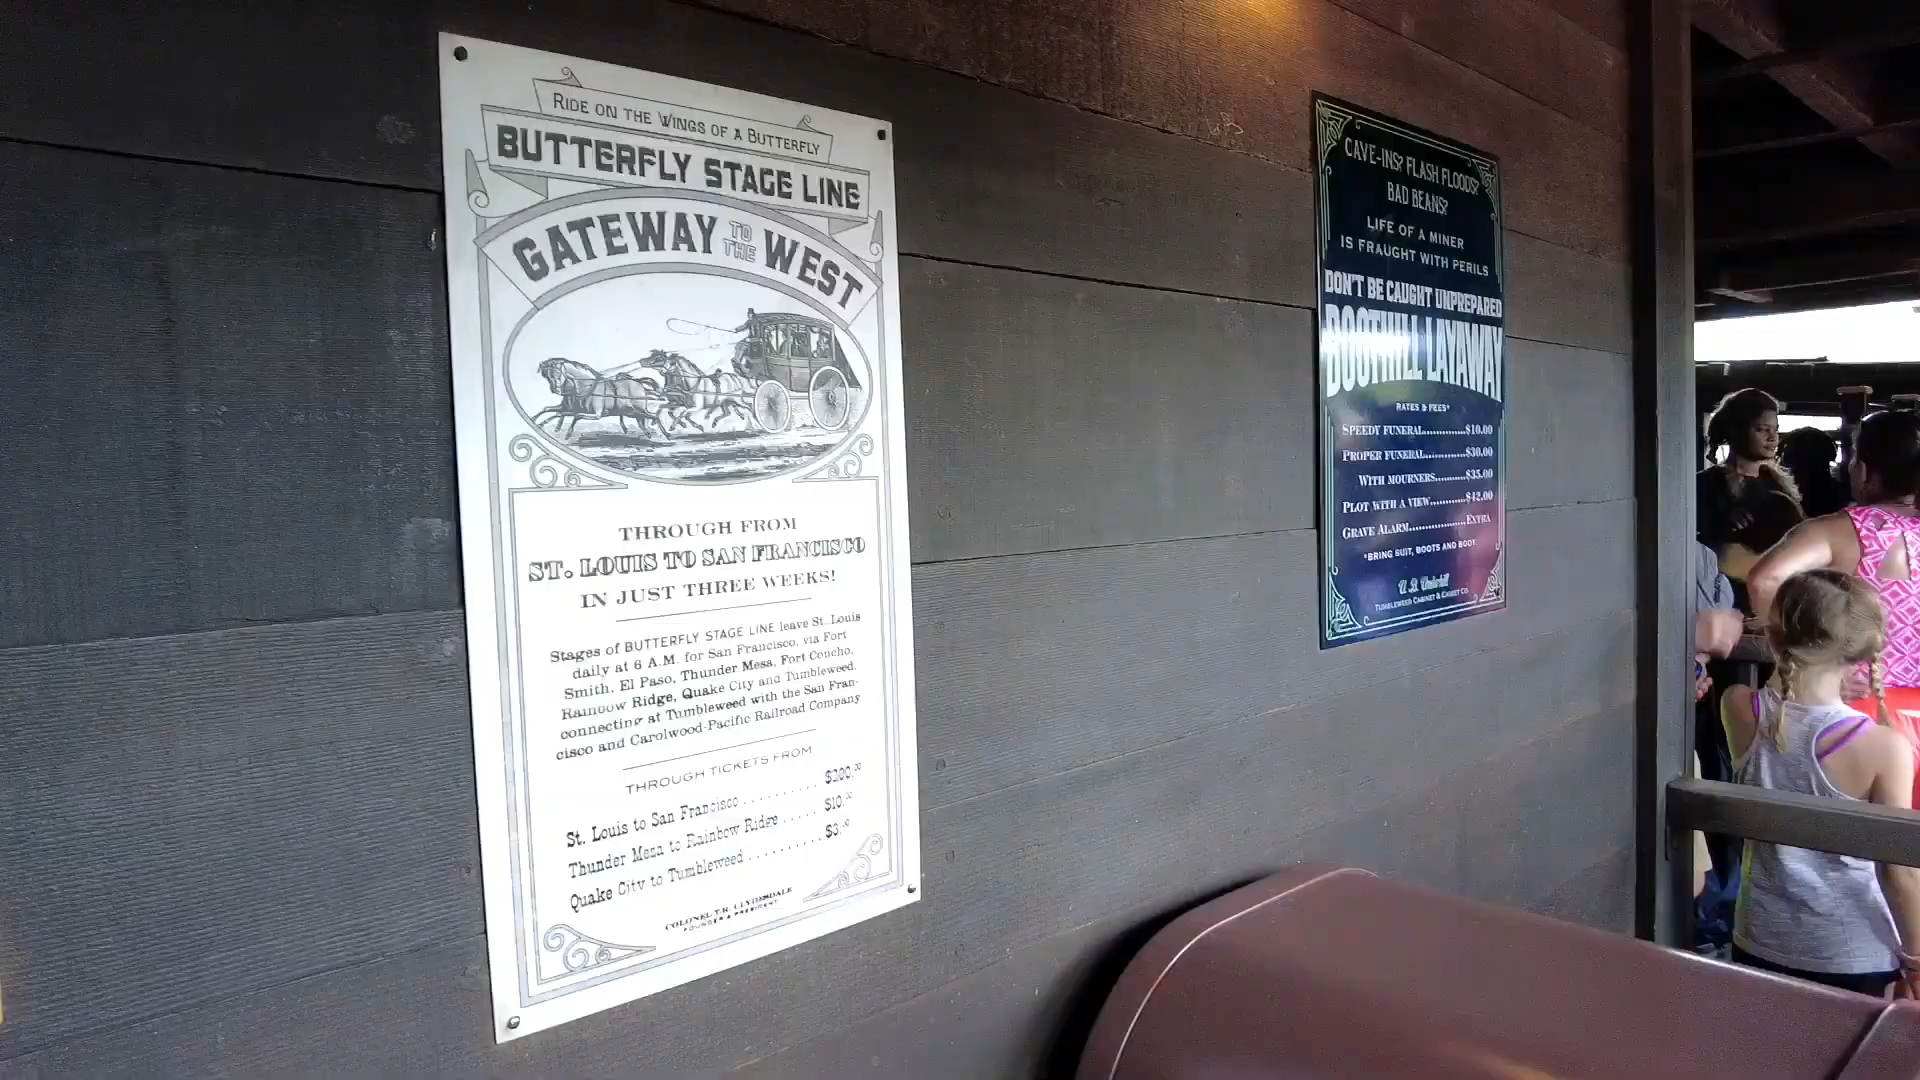 RIDE ON THE WINGS OF A BUTTERFLY
BUTTERFLY STAGE LINE
GATEWAY TO THE WEST
THROUGH FROM
ST. LOUIS TO SAN FRANCISCO
IN JUST THREE WEEKS!
Stages of BUTTERFLY STAGE LINE leave St. Louis
daily at 6 A.M. for San Francisco, via Fort
Smith, El Paso, Thunder Mesa, Fort Concho,
Rainbow Ridge, Quake City and Tumbleweed,
connecting at Tumbleweed with the San Fran-
cisco and Carolwood-Pacific Railroad Company
THROUGH TICKETS FROM
St. Louis to San Francisco . . . . . . . . . . $200.00
Thunder Mesa to Rainbow Ridge . . . . . $10.00
Quake City to Tumbleweed . . . . . . . . . . $3.00
COLONEL T.R. CLYDESDALE
FOUNDER & PRESIDENT
CAVE-INS? FLASH FLOODS?
BAD BEANS?
LIFE OF A MINER
IS FRAUGHT WITH PERILS
DON'T BE CAUGHT UNPREPARED
BOOTHILL LAYAWAY
RATES & FEES*
SPEEDY FUNERAL..............$10.00
PROPER FUNERAL.............$30.00
WITH MOURNERS..........$35.00
PLOT WITH A VIEW...........$42.00
GRAVE ALARM..................EXTRA
*BRING SUIT, BOOTS AND BODY.
TUMBLEWEED CABINET & CASKET CO.